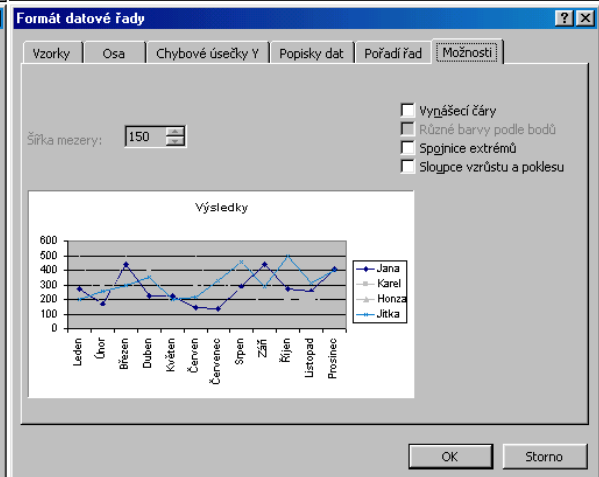 Formát datové řady
Vzorky Osa Chybové úsečky Y Popisky dat Pořadí řad Možnosti
Šířka mezery: 150
Vynášecí čáry
Různé barvy podle bodů
Spojnice extrémů
Sloupce vzrůstu a poklesu
Výsledky
600
500
400
300
200
100
0
Leden Únor Březen Duben Květen Červen Červenec Srpen Září Říjen Listopad Prosinec
Jana
Karel
Honza
Jitka
OK Storno